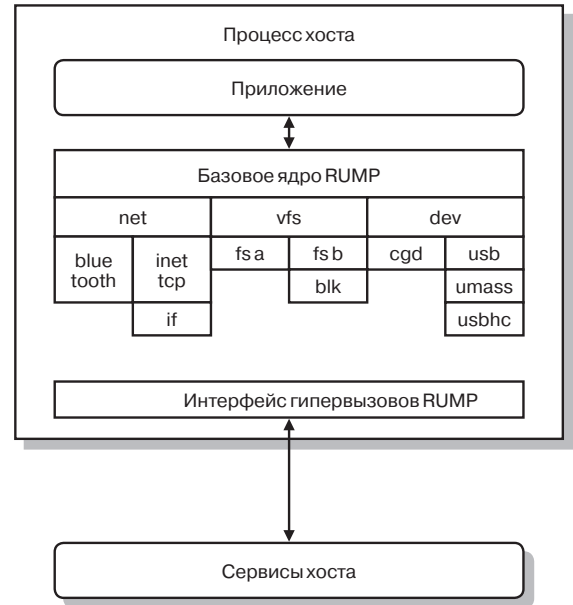 Процесс хоста
Приложение
Базовое ядро RUMP
net vfs dev
blue tooth inet tcp fs a fs b cgd usb
blk umass
if usbhc
Интерфейс гипервызовов RUMP
Сервисы хоста